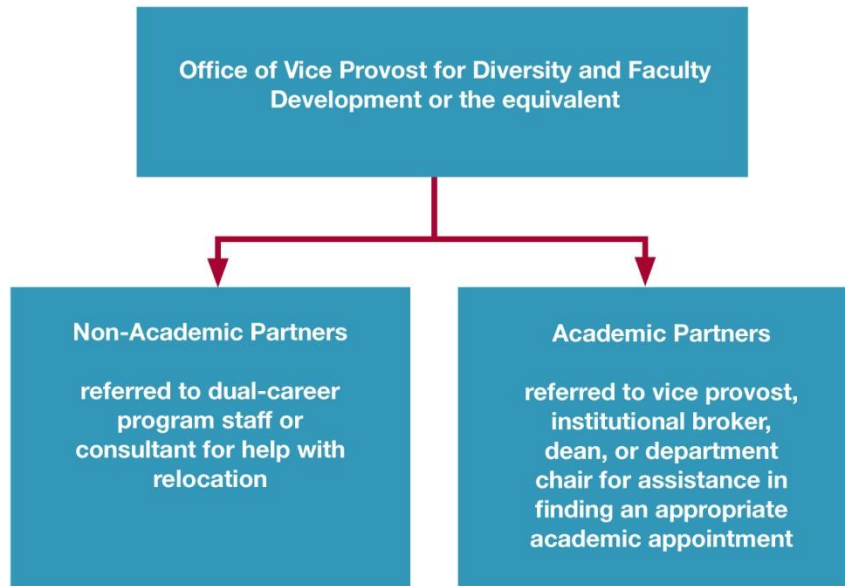 Office of Vice Provost for Diversity and Faculty
Development or the equivalent
Non-Academic Partners
referred to dual-career
program staff or
consultant for help with
relocation
Academic Partners
referred to vice provost,
institutional broker,
dean, or department
chair for assistance in
finding an appropriate
academic appointment